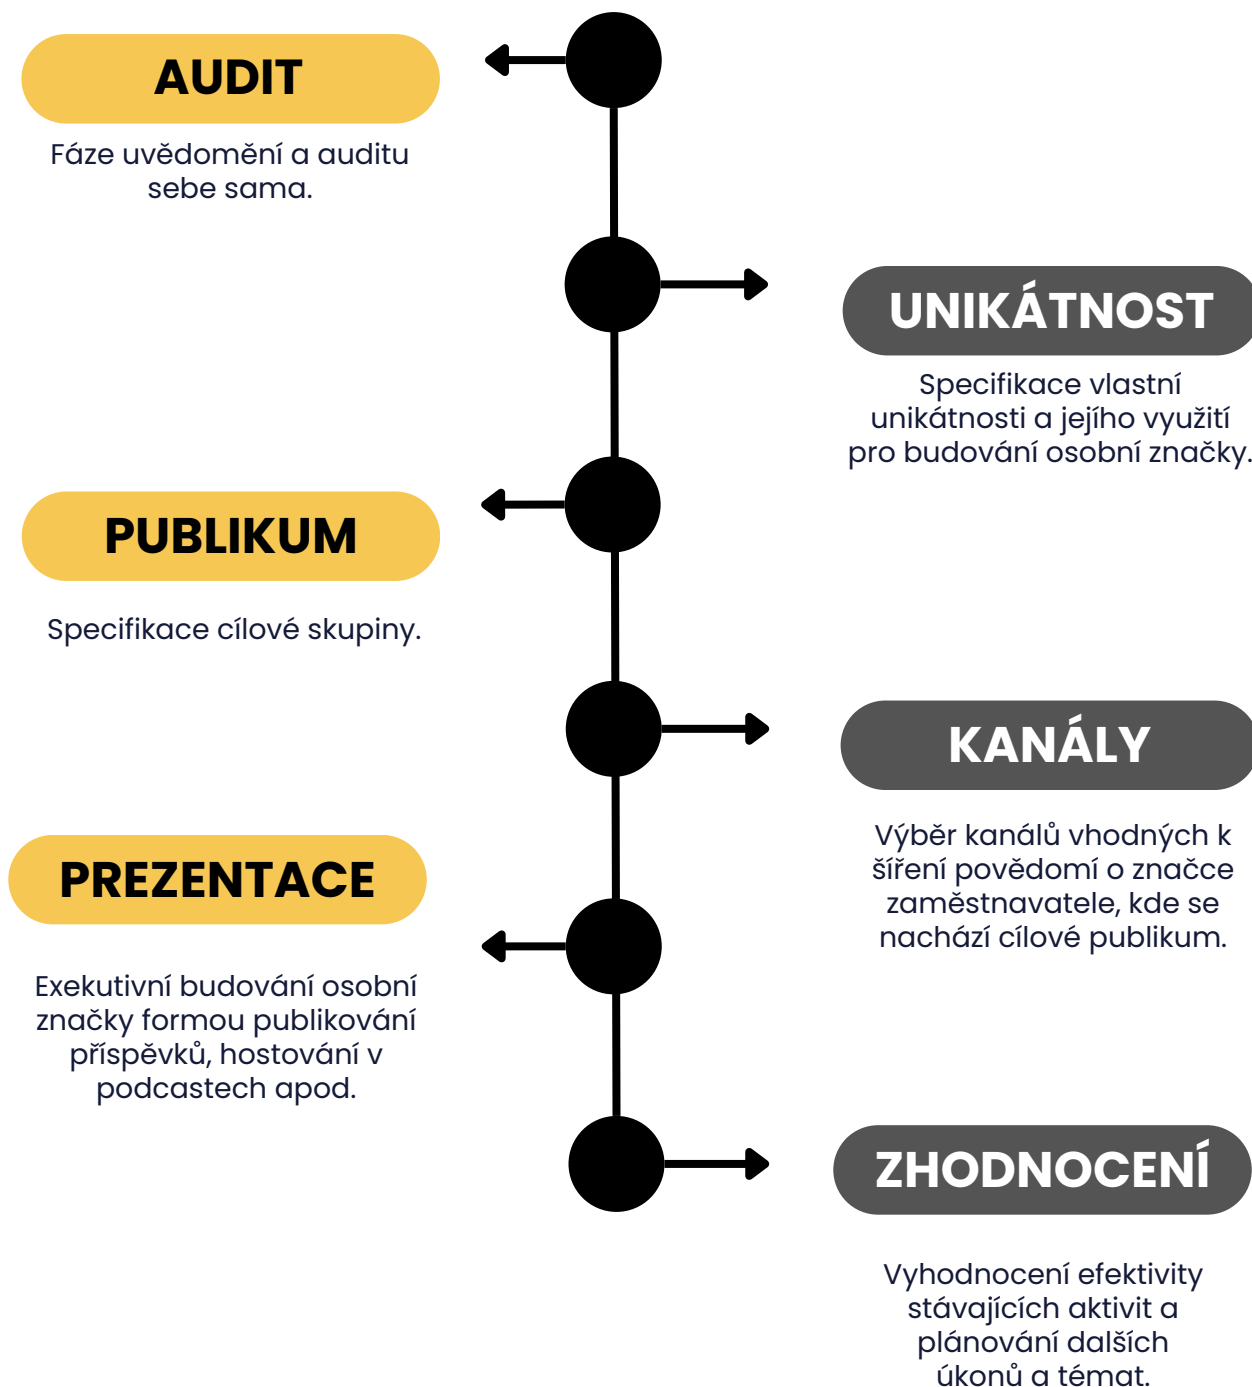 AUDIT
Fáze uvědomění a auditu
sebe sama.
UNIKÁTNOST
Specifikace vlastní
unikátnosti a jejího využití
pro budování osobní značky.
PUBLIKUM
Specifikace cílové skupiny.
KANÁLY
Výběr kanálů vhodných k
šíření povědomí o značce
zaměstnavatele, kde se
nachází cílové publikum.
PREZENTACE
Exekutivní budování osobní
značky formou publikování
příspěvků, hostování v
podcastech apod.
ZHODNOCENÍ
Vyhodnocení efektivity
stávajících aktivit a
plánování dalších
úkonů a témat.